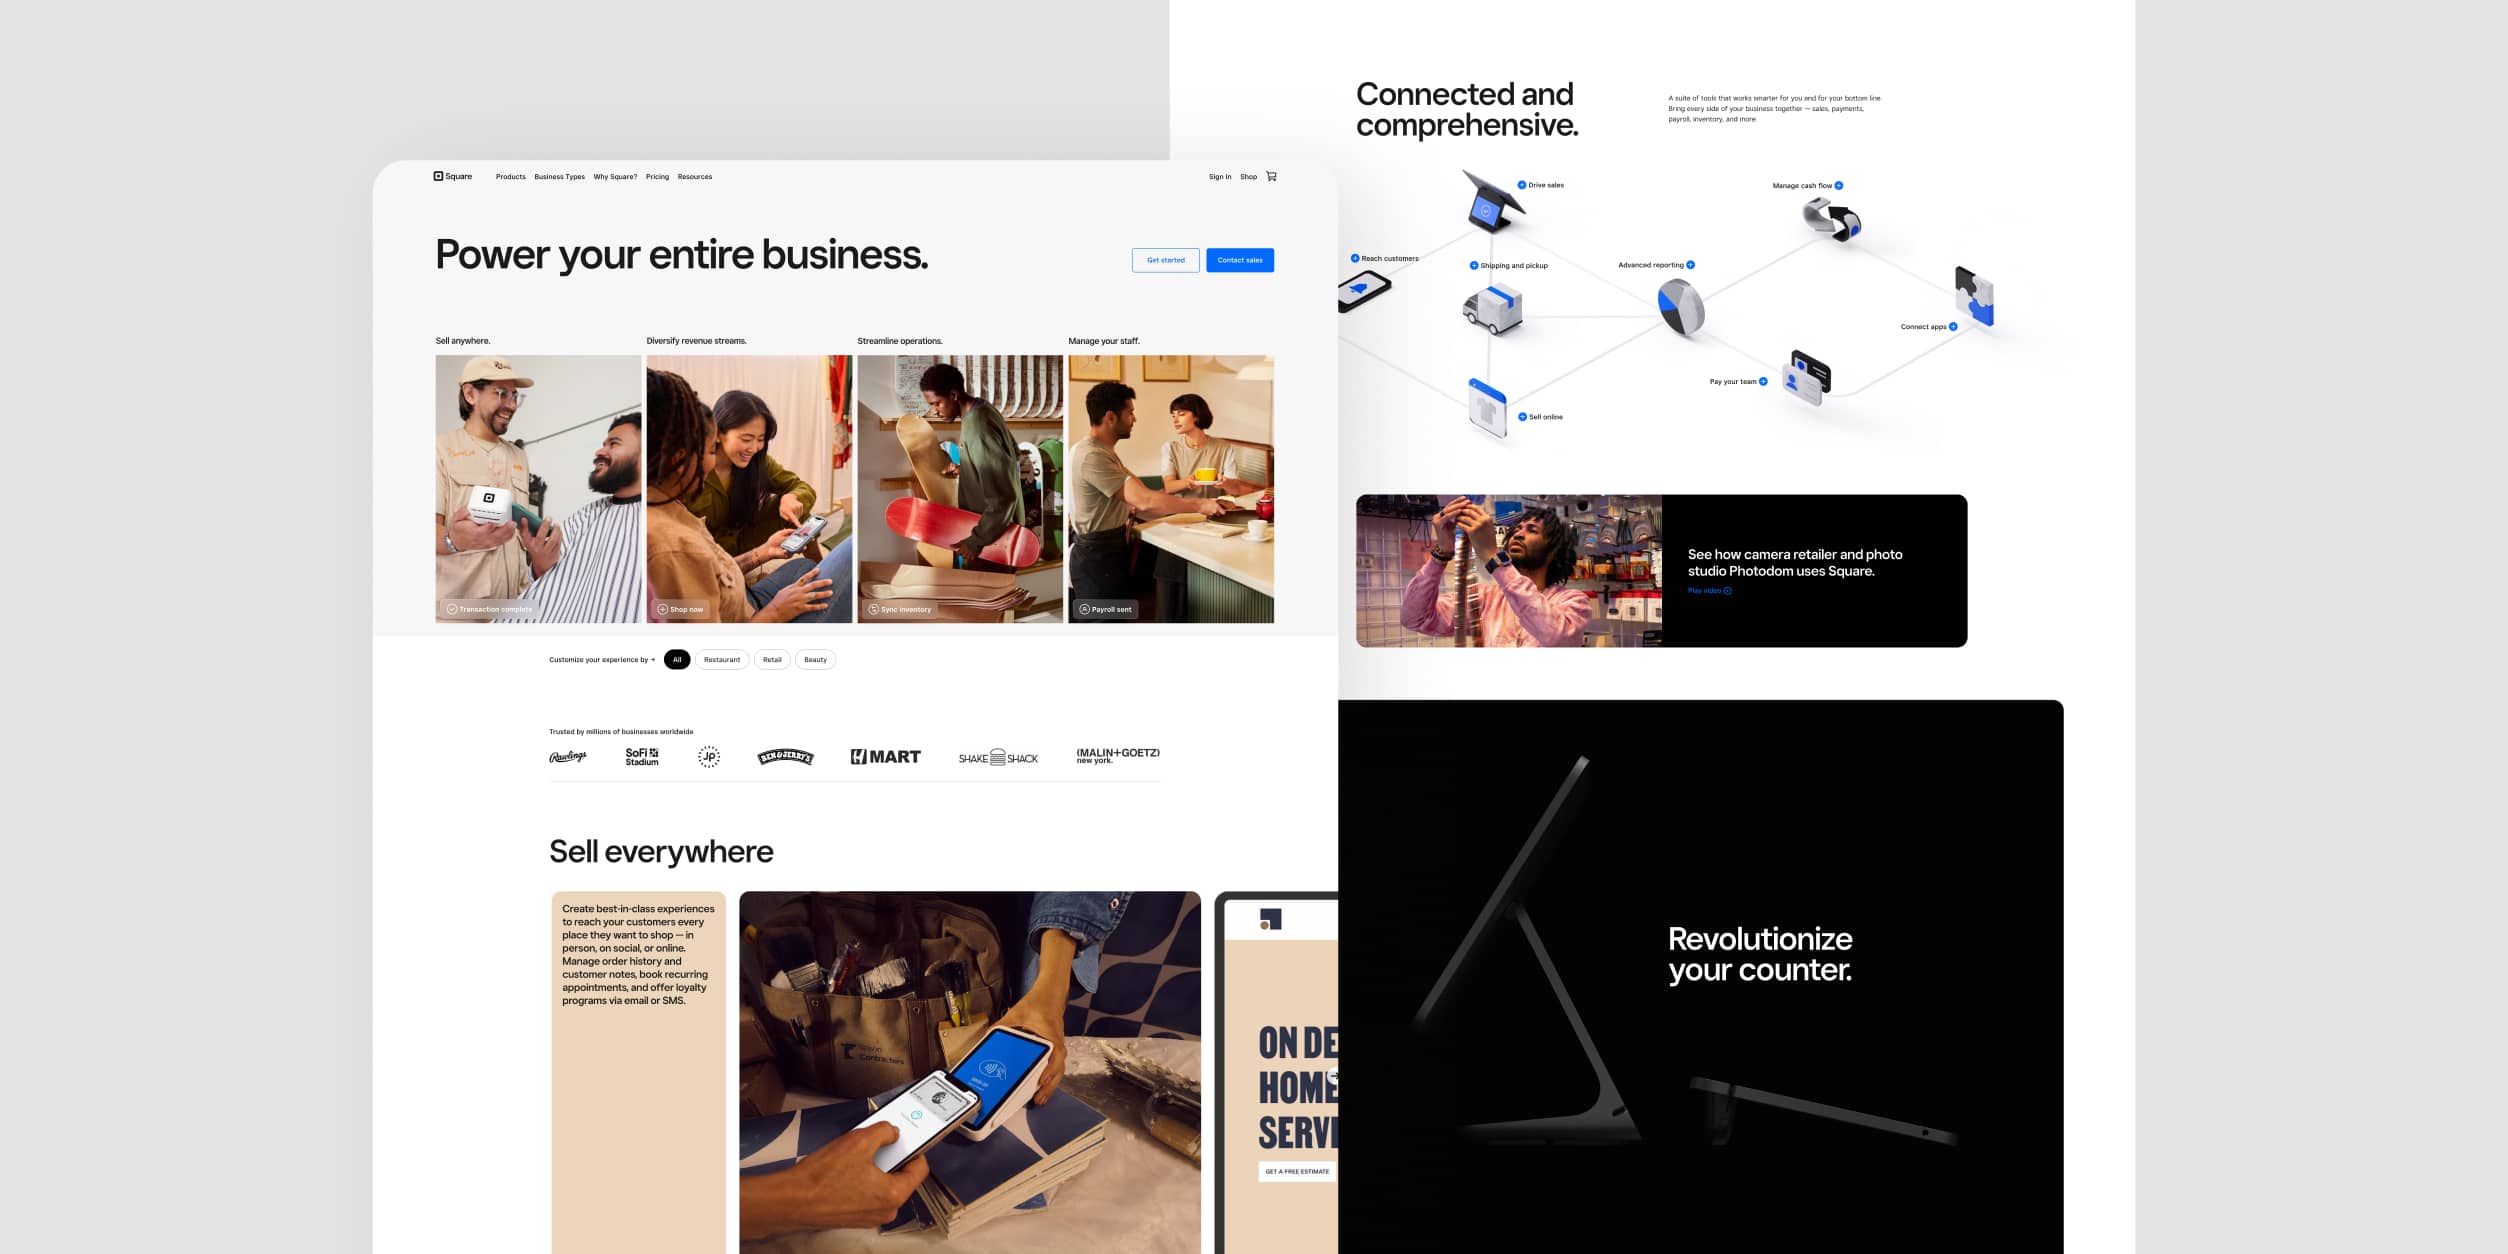 Square
Products
Business Types
Why Square?
Pricing
Resources
Sign In
Shop
Power your entire business.
Get started
Contact sales
Sell anywhere.
Diversify revenue streams.
Streamline operations.
Manage your staff.
Transaction complete
Shop now
Sync inventory
Payroll sent
Customize your experience by →
All
Restaurant
Retail
Beauty
Trusted by millions of businesses worldwide
Rawlings
SoFi
Stadium
JP
BEN & JERRY'S
H MART
SHAKE SHACK
(MALIN+GOETZ)
new york.
Sell everywhere
Create best-in-class experiences
to reach your customers every
place they want to shop — in
person, on social, or online.
Manage order history and
customer notes, book recurring
appointments, and offer loyalty
programs via email or SMS.
Contracters
ON DE
HOME
SERVI
GET A FREE ESTIMATE
Connected and
comprehensive.
A suite of tools that works smarter for you and for your bottom line.
Bring every side of your business together — sales, payments,
payroll, inventory, and more.
Drive sales
Manage cash flow
Reach customers
Shipping and pickup
Advanced reporting
Connect apps
Pay your team
Sell online
See how camera retailer and photo
studio Photodom uses Square.
Play video
Revolutionize
your counter.